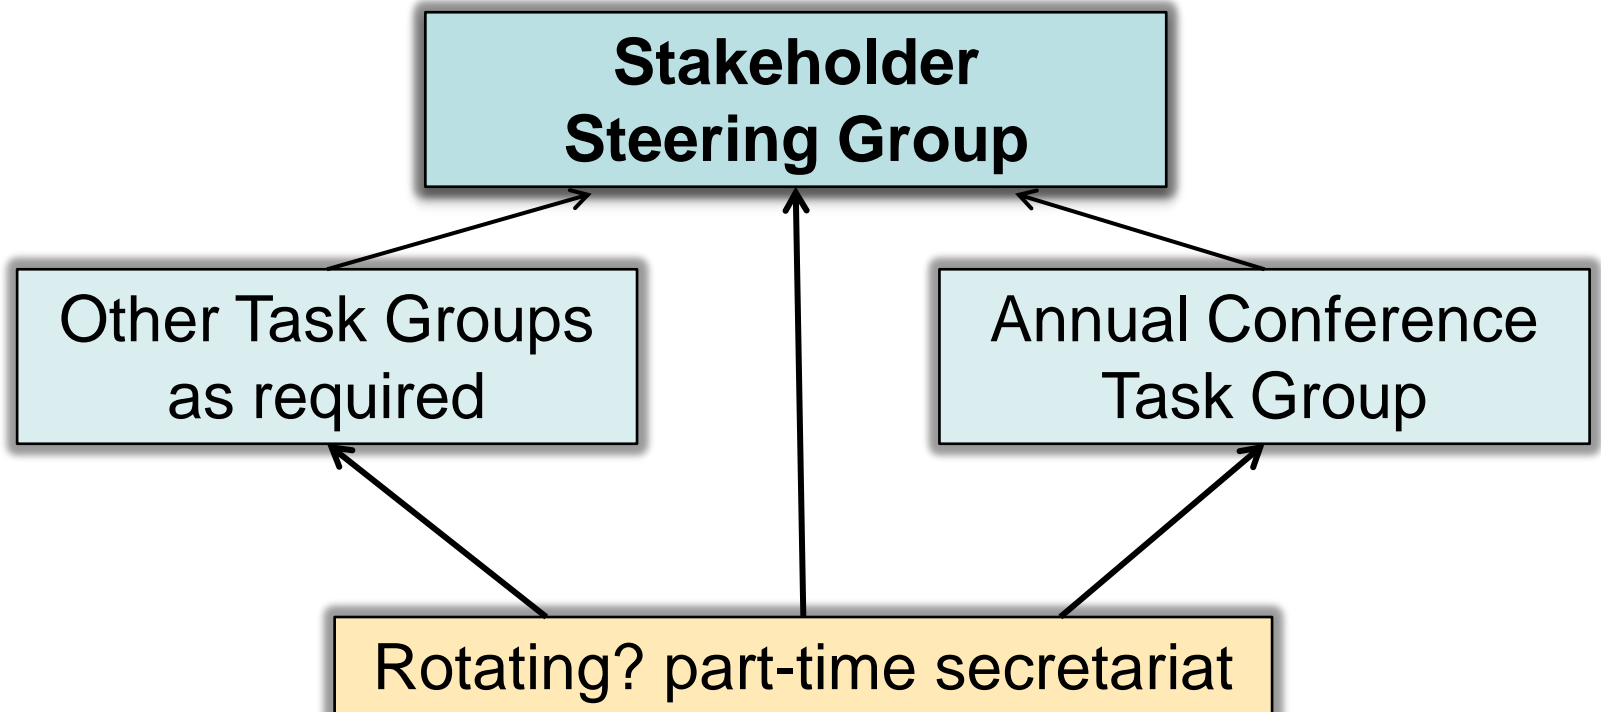 Stakeholder
Steering Group
Other Task Groups
as required
Annual Conference
Task Group
Rotating? part-time secretariat